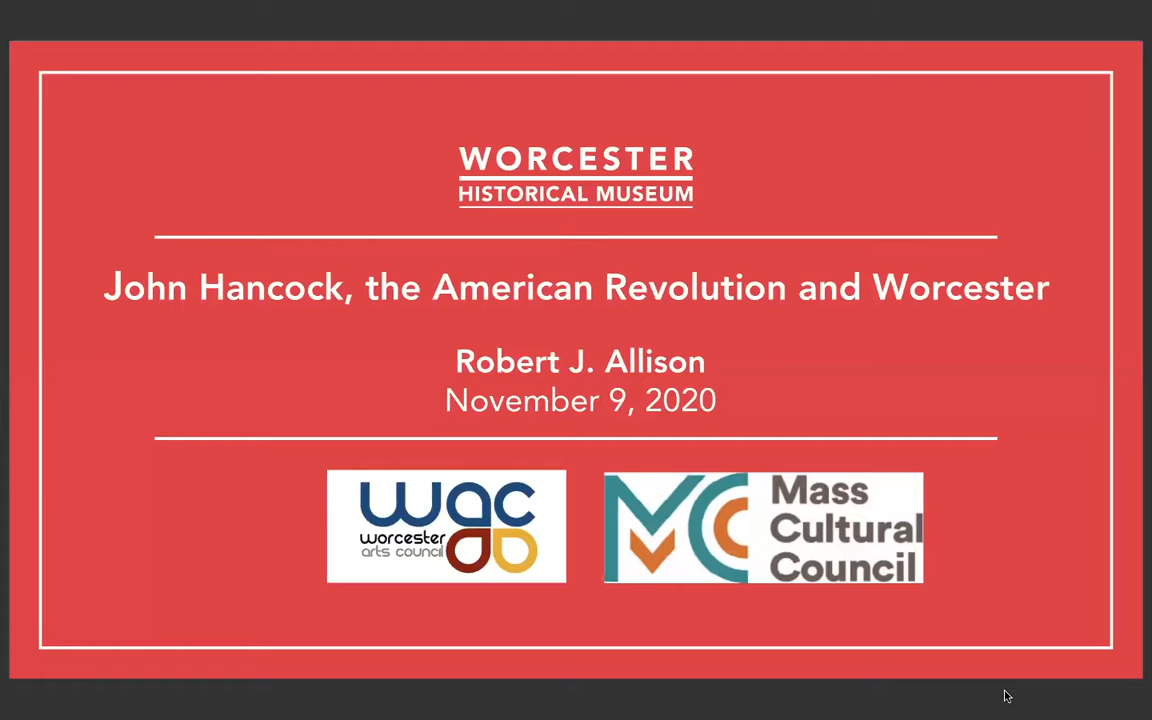 WORCESTER
HISTORICAL MUSEUM
John Hancock, the American Revolution and Worcester
Robert J. Allison
November 9, 2020
wac
worcester
arts council
MCC
Mass
Cultural
Council